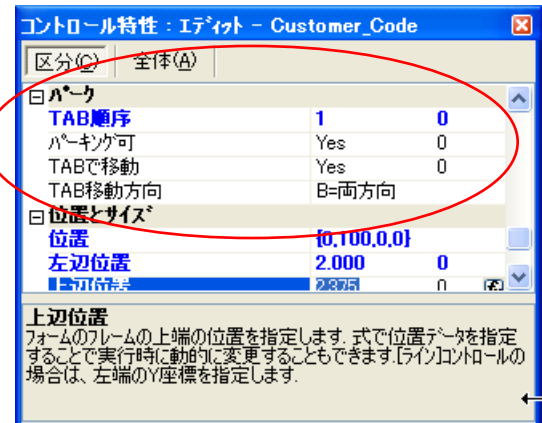 コントロール特性:エディット - Customer_Code
区分(C) 全体(A)
パーク
TAB順序 1 0
パーキング可 Yes 0
TABで移動 Yes 0
TAB移動方向 B=両方向
位置とサイズ
位置 {0,100,0,0}
左辺位置 2.000 0
上辺位置 2.375 0
上辺位置
フォームのフレームの上端の位置を指定します. 式で位置データを指定
することで実行時に動的に変更することもできます.[ライン]コントロールの
場合は、左端のY座標を指定します.